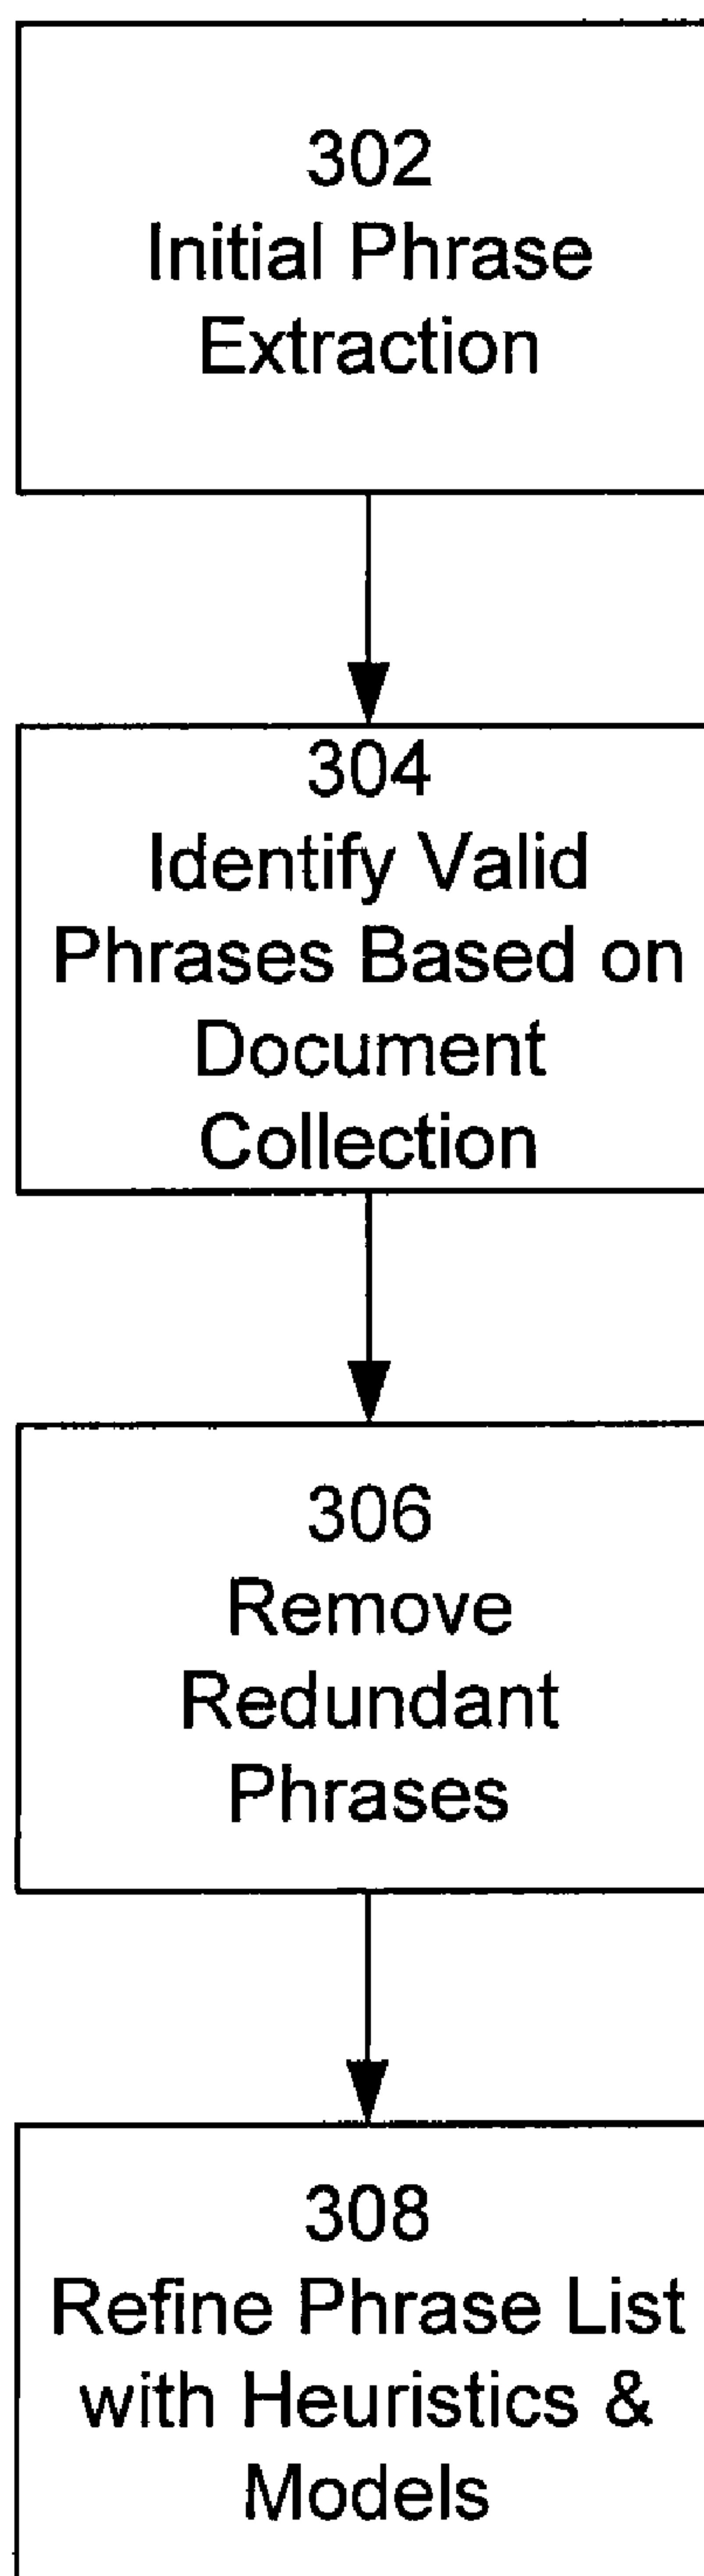 302
Initial Phrase
Extraction
304
Identify Valid
Phrases Based on
Document
Collection
306
Remove
Redundant
Phrases
308
Refine Phrase List
with Heuristics &
Models